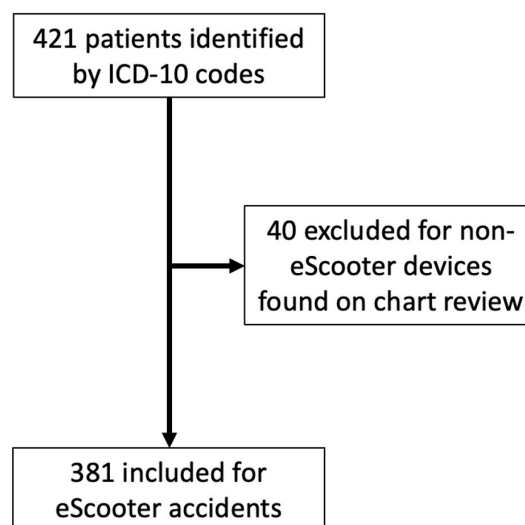 421 patients identified
by ICD-10 codes
40 excluded for non-
eScooter devices
found on chart review
381 included for
eScooter accidents